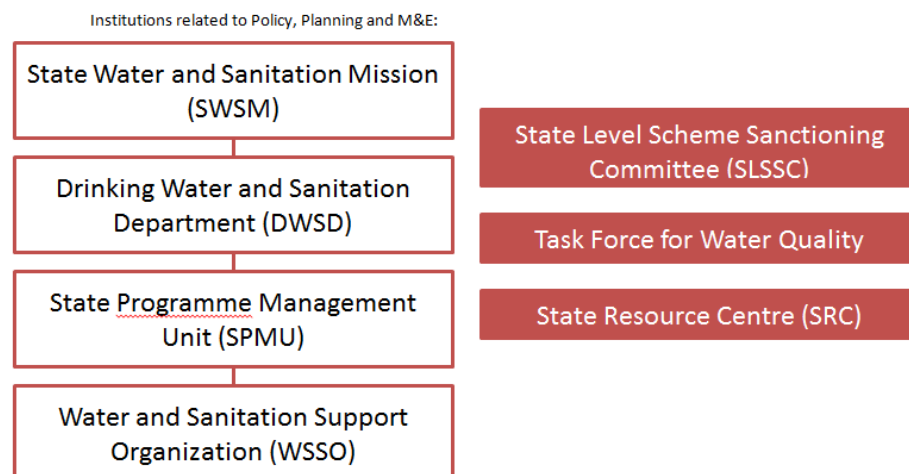 Institutions related to Policy, Planning and M&E:
State Water and Sanitation Mission
(SWSM)
Drinking Water and Sanitation
Department (DWSD)
State Programme Management
Unit (SPMU)
Water and Sanitation Support
Organization (WSSO)
State Level Scheme Sanctioning
Committee (SLSSC)
Task Force for Water Quality
State Resource Centre (SRC)